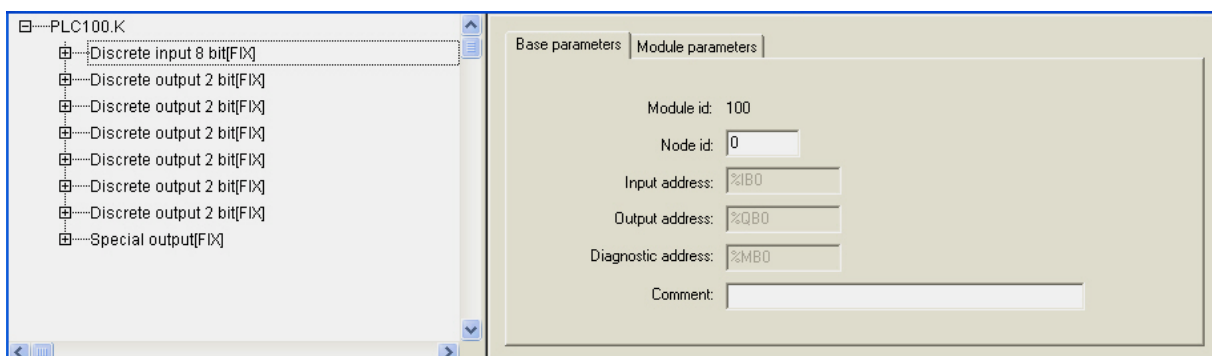 PLC100.K
Discrete input 8 bit[FIX]
Discrete output 2 bit[FIX]
Discrete output 2 bit[FIX]
Discrete output 2 bit[FIX]
Discrete output 2 bit[FIX]
Discrete output 2 bit[FIX]
Discrete output 2 bit[FIX]
Special output[FIX]
Base parameters Module parameters
Module id: 100
Node id: 0
Input address: %IB0
Output address: %QB0
Diagnostic address: %MB0
Comment: